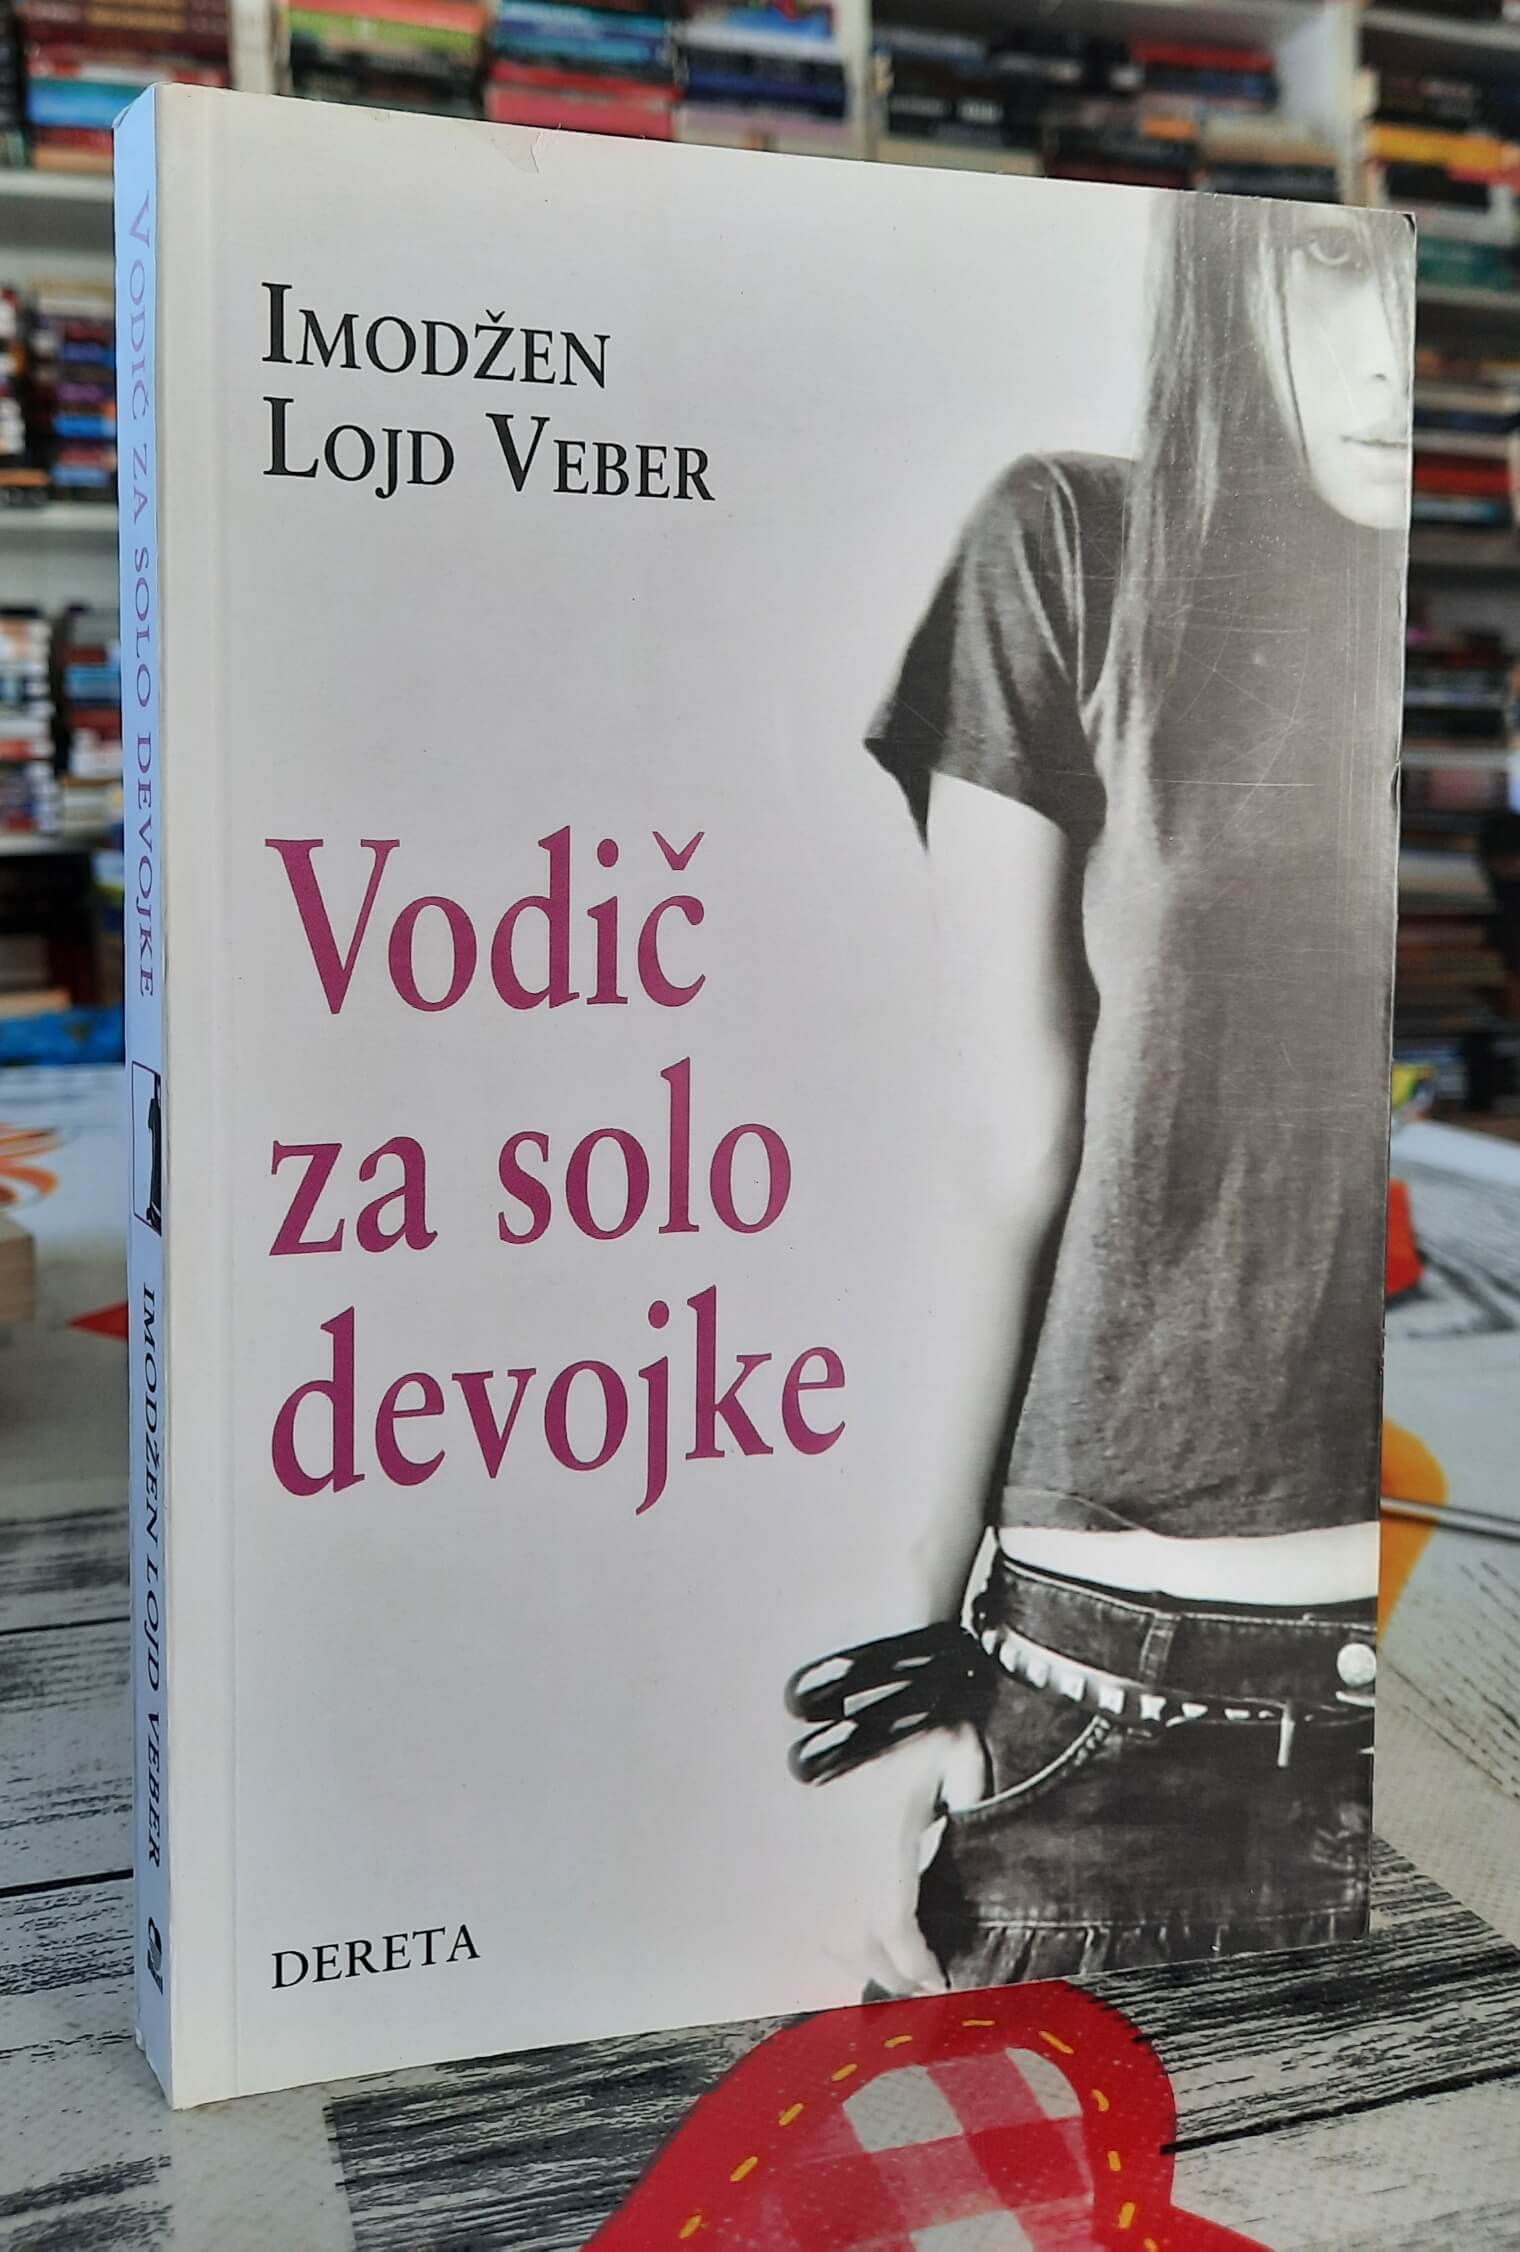 Imodžen
Lojd Veber
Vodič
za solo
devojke
DERETA
VODIČ ZA SOLO DEVOJKE
IMODŽEN LOJD VEBER